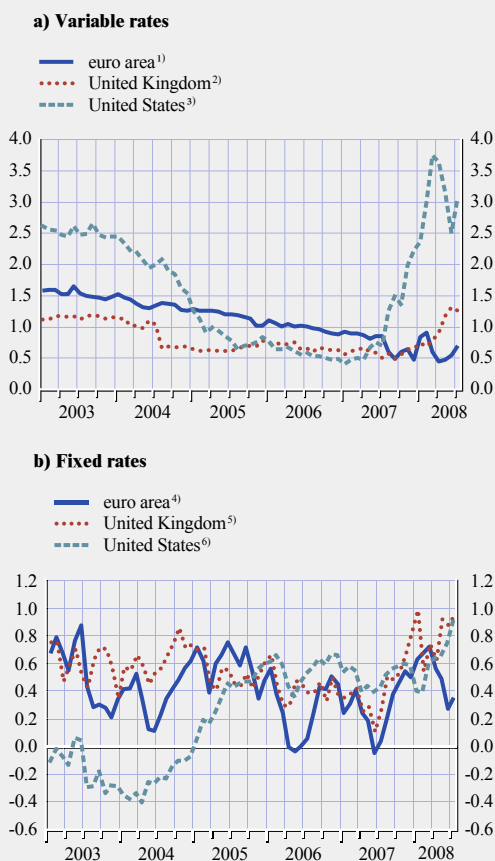 a) Variable rates
euro area1)
United Kingdom2)
United States3)
4.0 4.0
3.5 3.5
3.0 3.0
2.5 2.5
2.0 2.0
1.5 1.5
1.0 1.0
0.5 0.5
0.0 0.0
2003 2004 2005 2006 2007 2008
b) Fixed rates
euro area4)
United Kingdom5)
United States6)
1.2 1.2
1.0 1.0
0.8 0.8
0.6 0.6
0.4 0.4
0.2 0.2
0.0 0.0
-0.2 -0.2
-0.4 -0.4
-0.6 -0.6
2003 2004 2005 2006 2007 2008